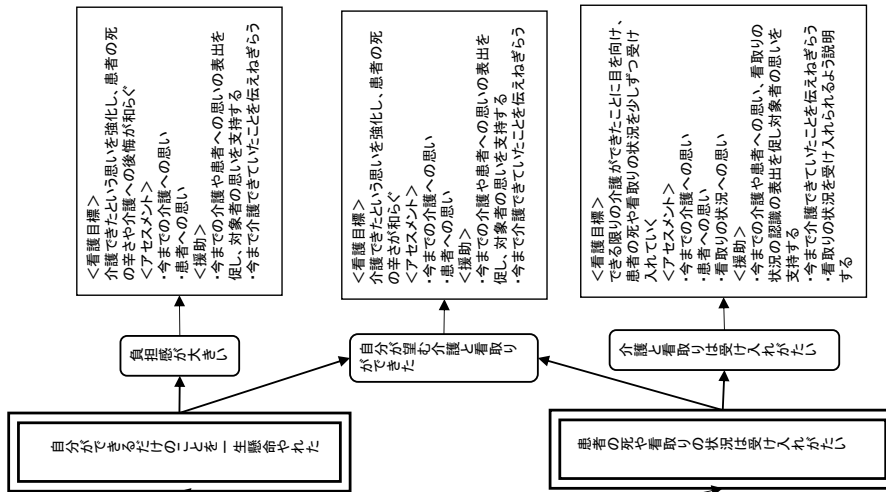 <看護目標>
介護できたという思いを強化し、患者の死
の辛さや介護への後悔が和らぐ
<アセスメント>
・今までの介護への思い
・患者への思い
<援助>
・今までの介護や患者への思いの表出を
促し、対象者の思いを支持する
・今まで介護できていたことを伝えねぎらう
<看護目標>
介護できたという思いを強化し、患者の死
の辛さが和らぐ
<アセスメント>
・今までの介護への思い
・患者への思い
<援助>
・今までの介護や患者への思いの表出を
促し、対象者の思いを支持する
・今まで介護できていたことを伝えねぎらう
<看護目標>
できる限りの介護ができたことに目を向け、
患者の死や看取りの状況を少しずつ受け
入れていく
<アセスメント>
・今までの介護への思い
・患者への思い
・看取りの状況への思い
<援助>
・今までの介護や患者への思い、看取りの
状況の認識の表出を促し対象者の思いを
支持する
・今まで介護できていたことを伝えねぎらう
・看取りの状況を受け入れられるよう説明
する
負担感が大きい
自分が望む介護と看取り
ができた
介護と看取りは受け入れがたい
自分ができるだけのことを一生懸命やれた
患者の死や看取りの状況は受け入れがたい